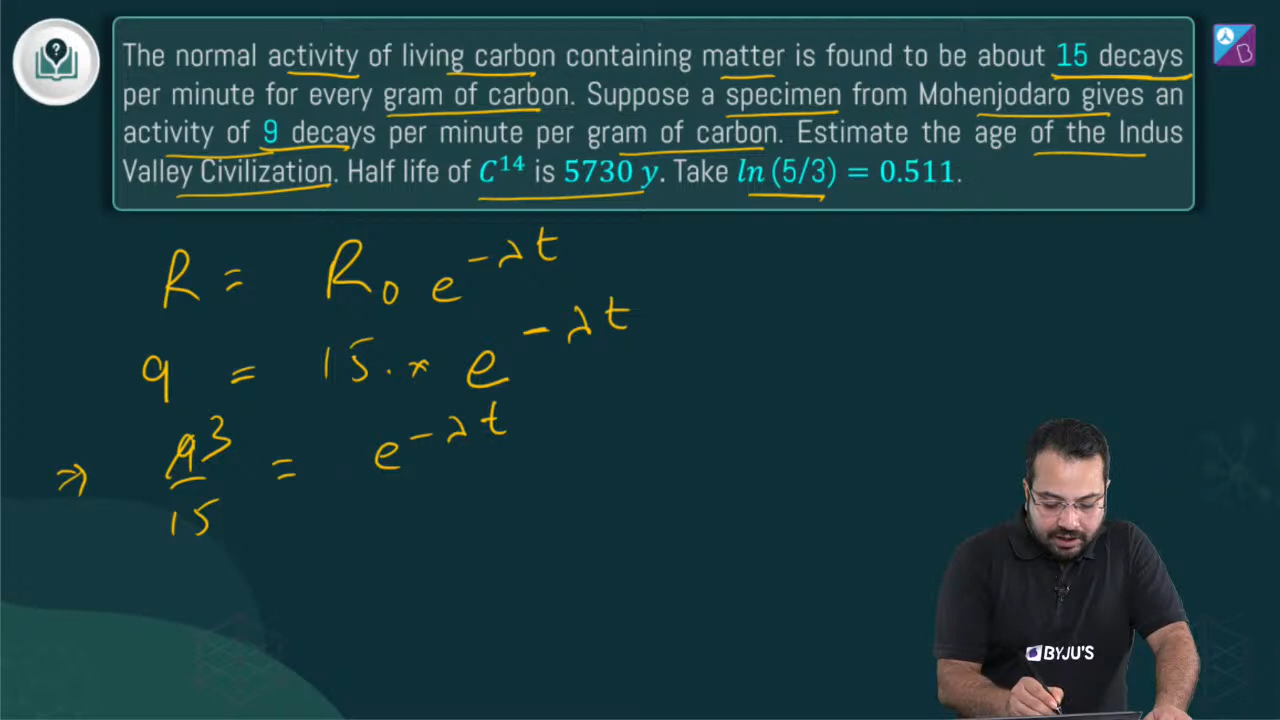 The normal activity of living carbon containing matter is found to be about 15 decays
per minute for every gram of carbon. Suppose a specimen from Mohenjodaro gives an
activity of 9 decays per minute per gram of carbon. Estimate the age of the Indus
Valley Civilization. Half life of C¹⁴ is 5730 y. Take ln (5/3) = 0.511.
?
B
R = R₀ e^{-λt}
9 = 15 . × e^{-λt}
⇒ 9 3 / 15 = e^{-λt}
BYJU'S